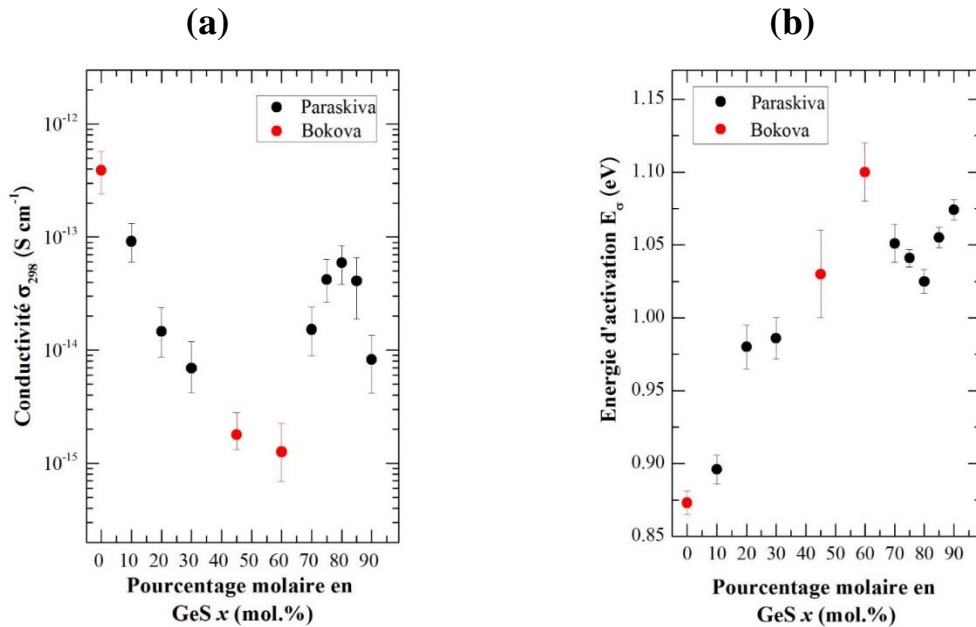 (a)
(b)
Paraskiva
Bokova
Conductivité σ₂₉₈ (S cm⁻¹)
10⁻¹²
10⁻¹³
10⁻¹⁴
10⁻¹⁵
0 10 20 30 40 50 60 70 80 90
Pourcentage molaire en
GeS x (mol.%)
Paraskiva
Bokova
Energie d'activation E_σ (eV)
1.15
1.10
1.05
1.00
0.95
0.90
0.85
0 10 20 30 40 50 60 70 80 90
Pourcentage molaire en
GeS x (mol.%)